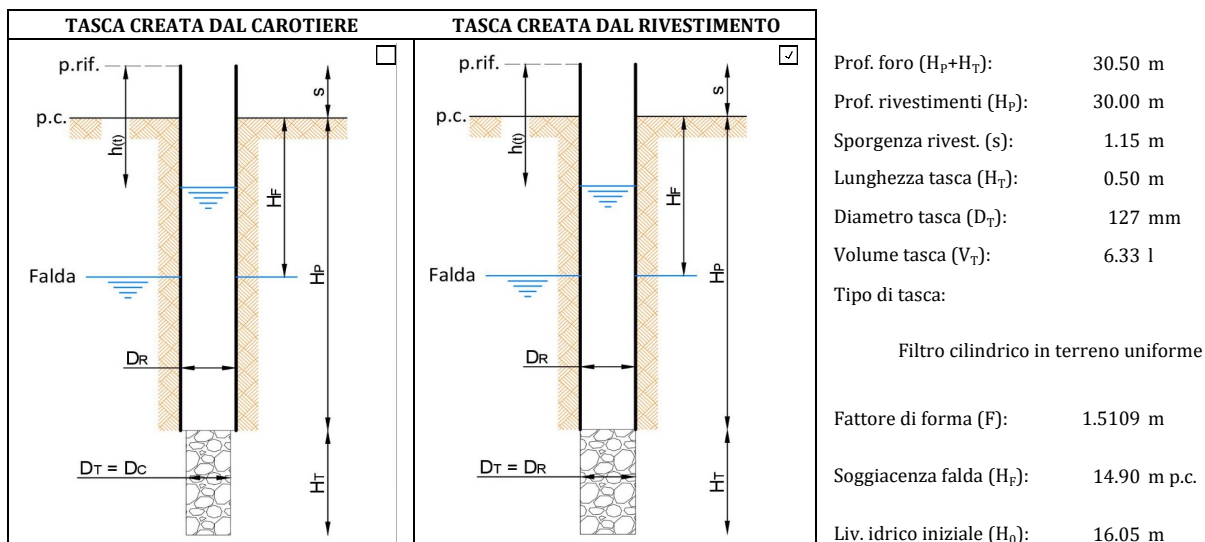 TASCA CREATA DAL CAROTIERE
TASCA CREATA DAL RIVESTIMENTO
p.rif.
s
p.c.
h(t)
HF
Falda
HP
DR
DT = DC
HT
p.rif.
s
p.c.
h(t)
HF
Falda
HP
DR
DT = DR
HT
Prof. foro (HP+HT): 30.50 m
Prof. rivestimenti (HP): 30.00 m
Sporgenza rivest. (s): 1.15 m
Lunghezza tasca (HT): 0.50 m
Diametro tasca (DT): 127 mm
Volume tasca (VT): 6.33 l
Tipo di tasca:
Filtro cilindrico in terreno uniforme
Fattore di forma (F): 1.5109 m
Soggiacenza falda (HF): 14.90 m p.c.
Liv. idrico iniziale (H0): 16.05 m